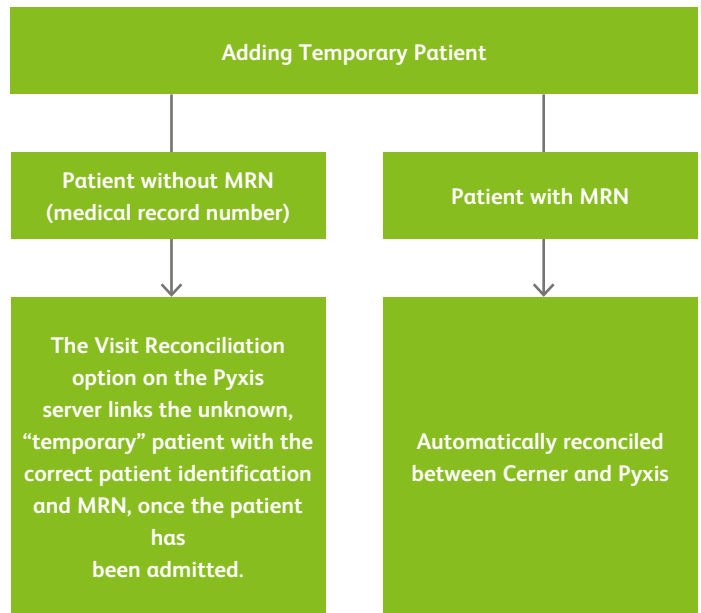 Adding Temporary Patient
Patient without MRN
(medical record number)
Patient with MRN
The Visit Reconciliation
option on the Pyxis
server links the unknown,
“temporary” patient with the
correct patient identification
and MRN, once the patient
has
been admitted.
Automatically reconciled
between Cerner and Pyxis